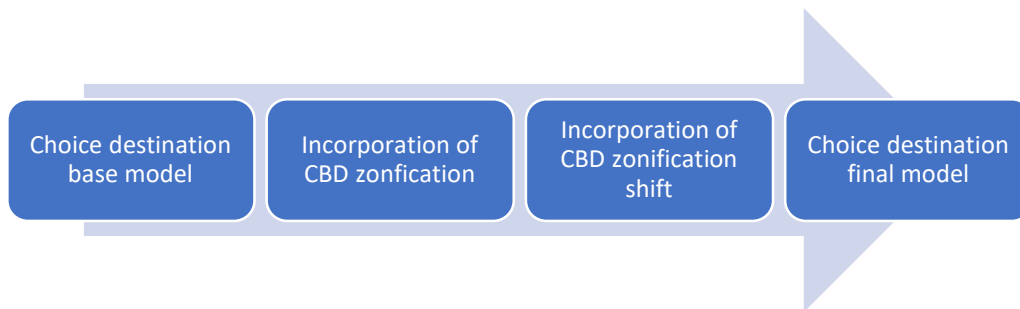 Choice destination
base model
Incorporation of
CBD zonfication
Incorporation of
CBD zonification
shift
Choice destination
final model